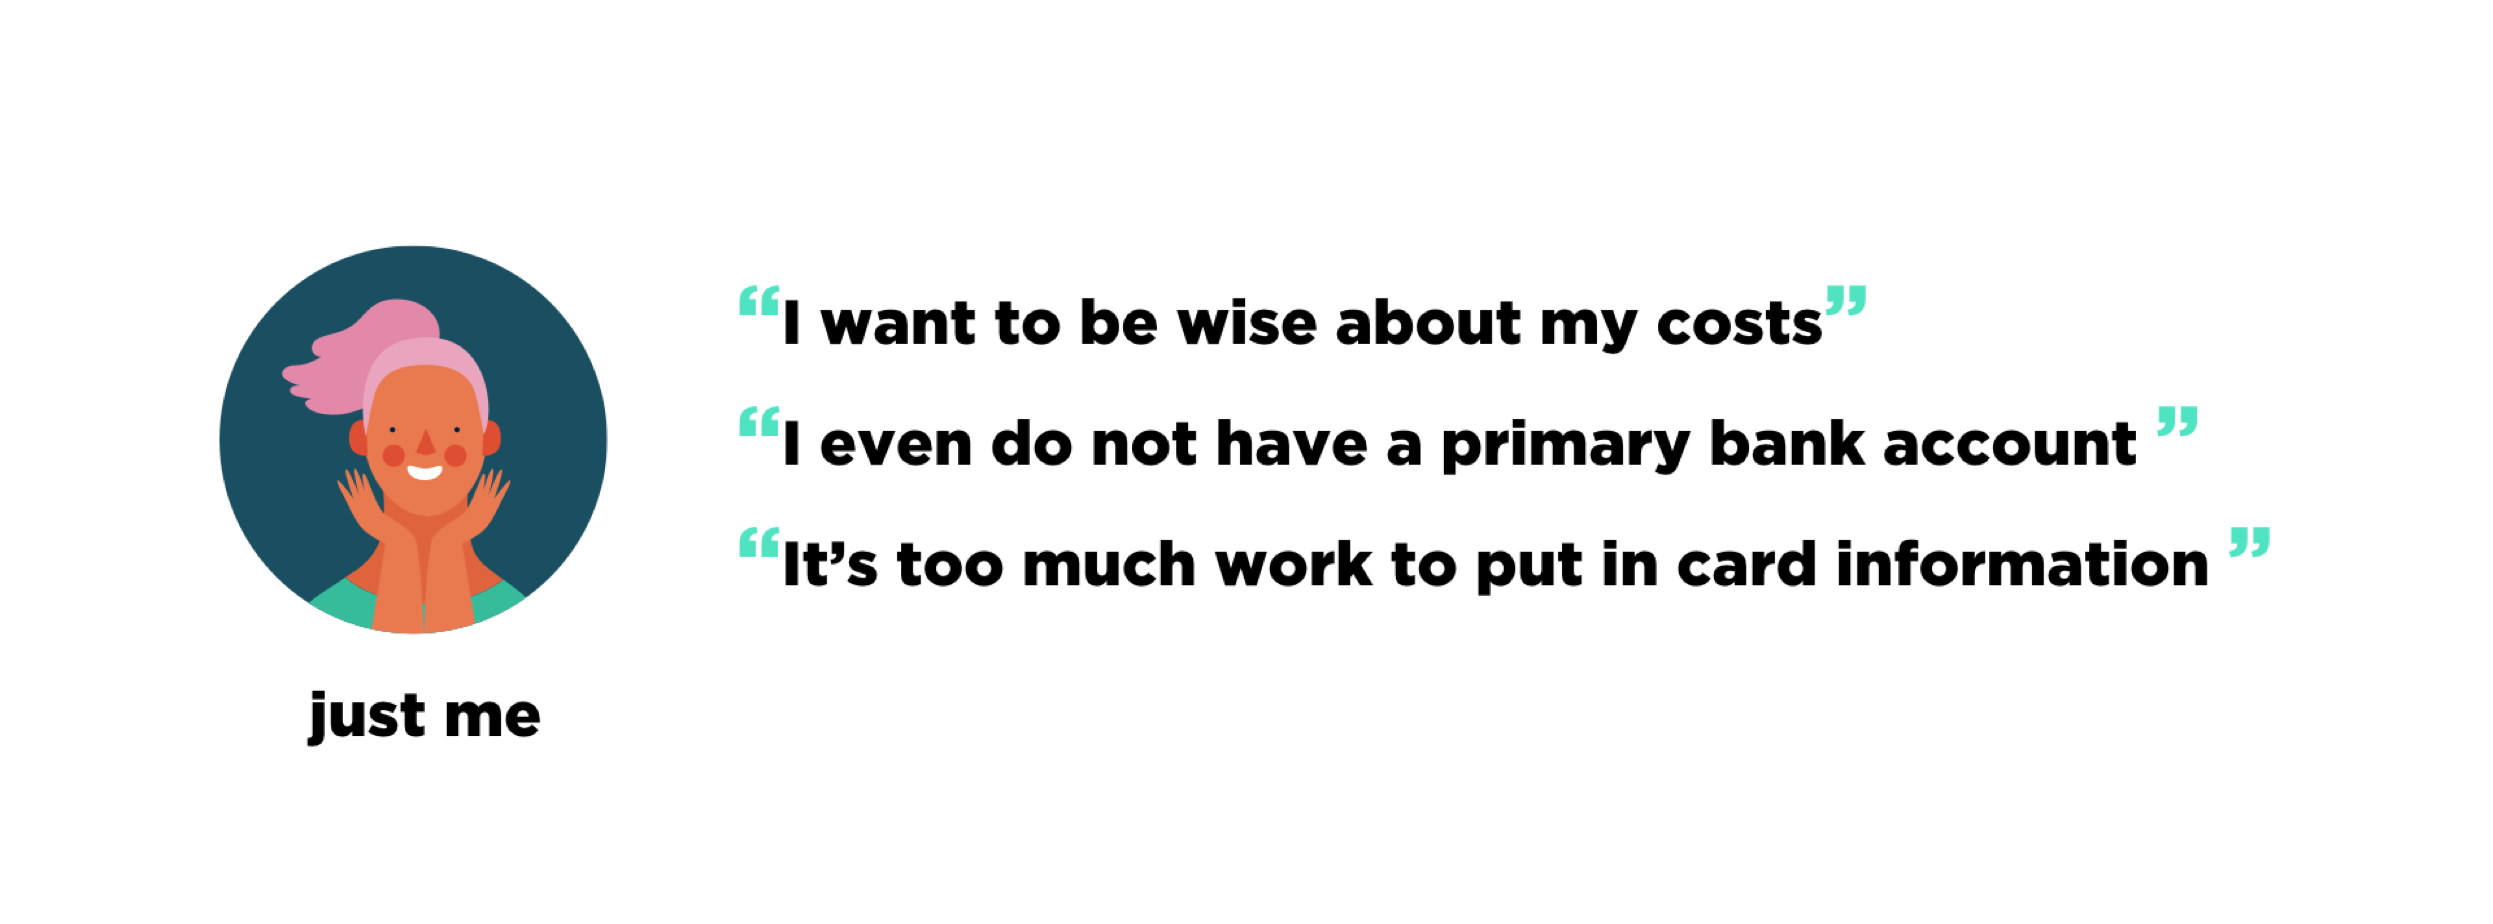 “I want to be wise about my costs”
“I even do not have a primary bank account ”
“It’s too much work to put in card information ”
just me